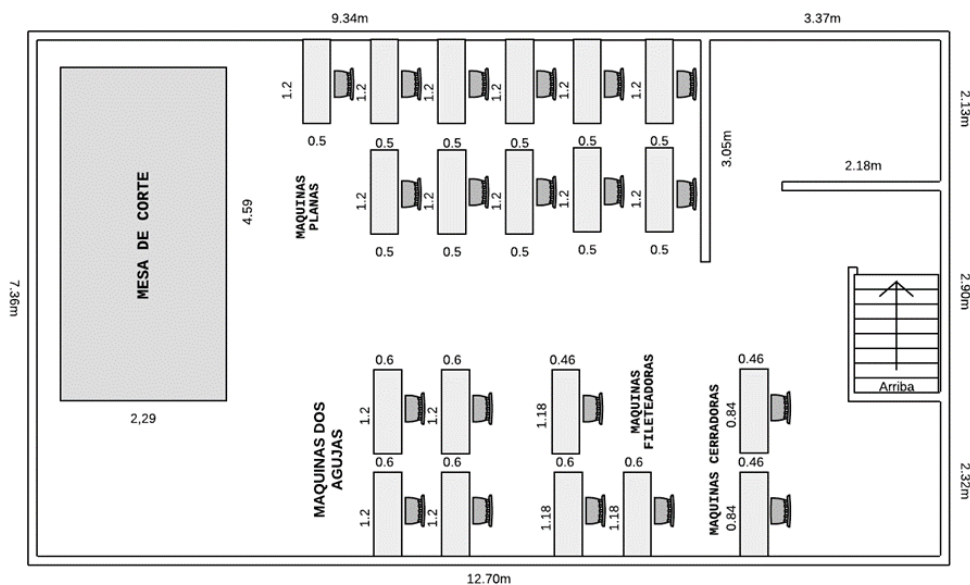 9.34m
3.37m
1.2
1.2
1.2
1.2
1.2
1.2
2.13m
0.5
0.5
0.5
0.5
0.5
0.5
3.05m
2.18m
MAQUINAS
PLANAS
1.2
1.2
1.2
1.2
1.2
MESA DE CORTE
4.59
0.5
0.5
0.5
0.5
0.5
7.36m
2.90m
0.6
0.6
0.46
0.46
MAQUINAS
FILETEADORAS
Arriba
2,29
1.2
1.2
1.18
0.84
MAQUINAS DOS
AGUJAS
MAQUINAS CERRADORAS
0.6
0.6
0.6
0.6
0.46
2.32m
1.2
1.2
1.18
1.18
0.84
12.70m